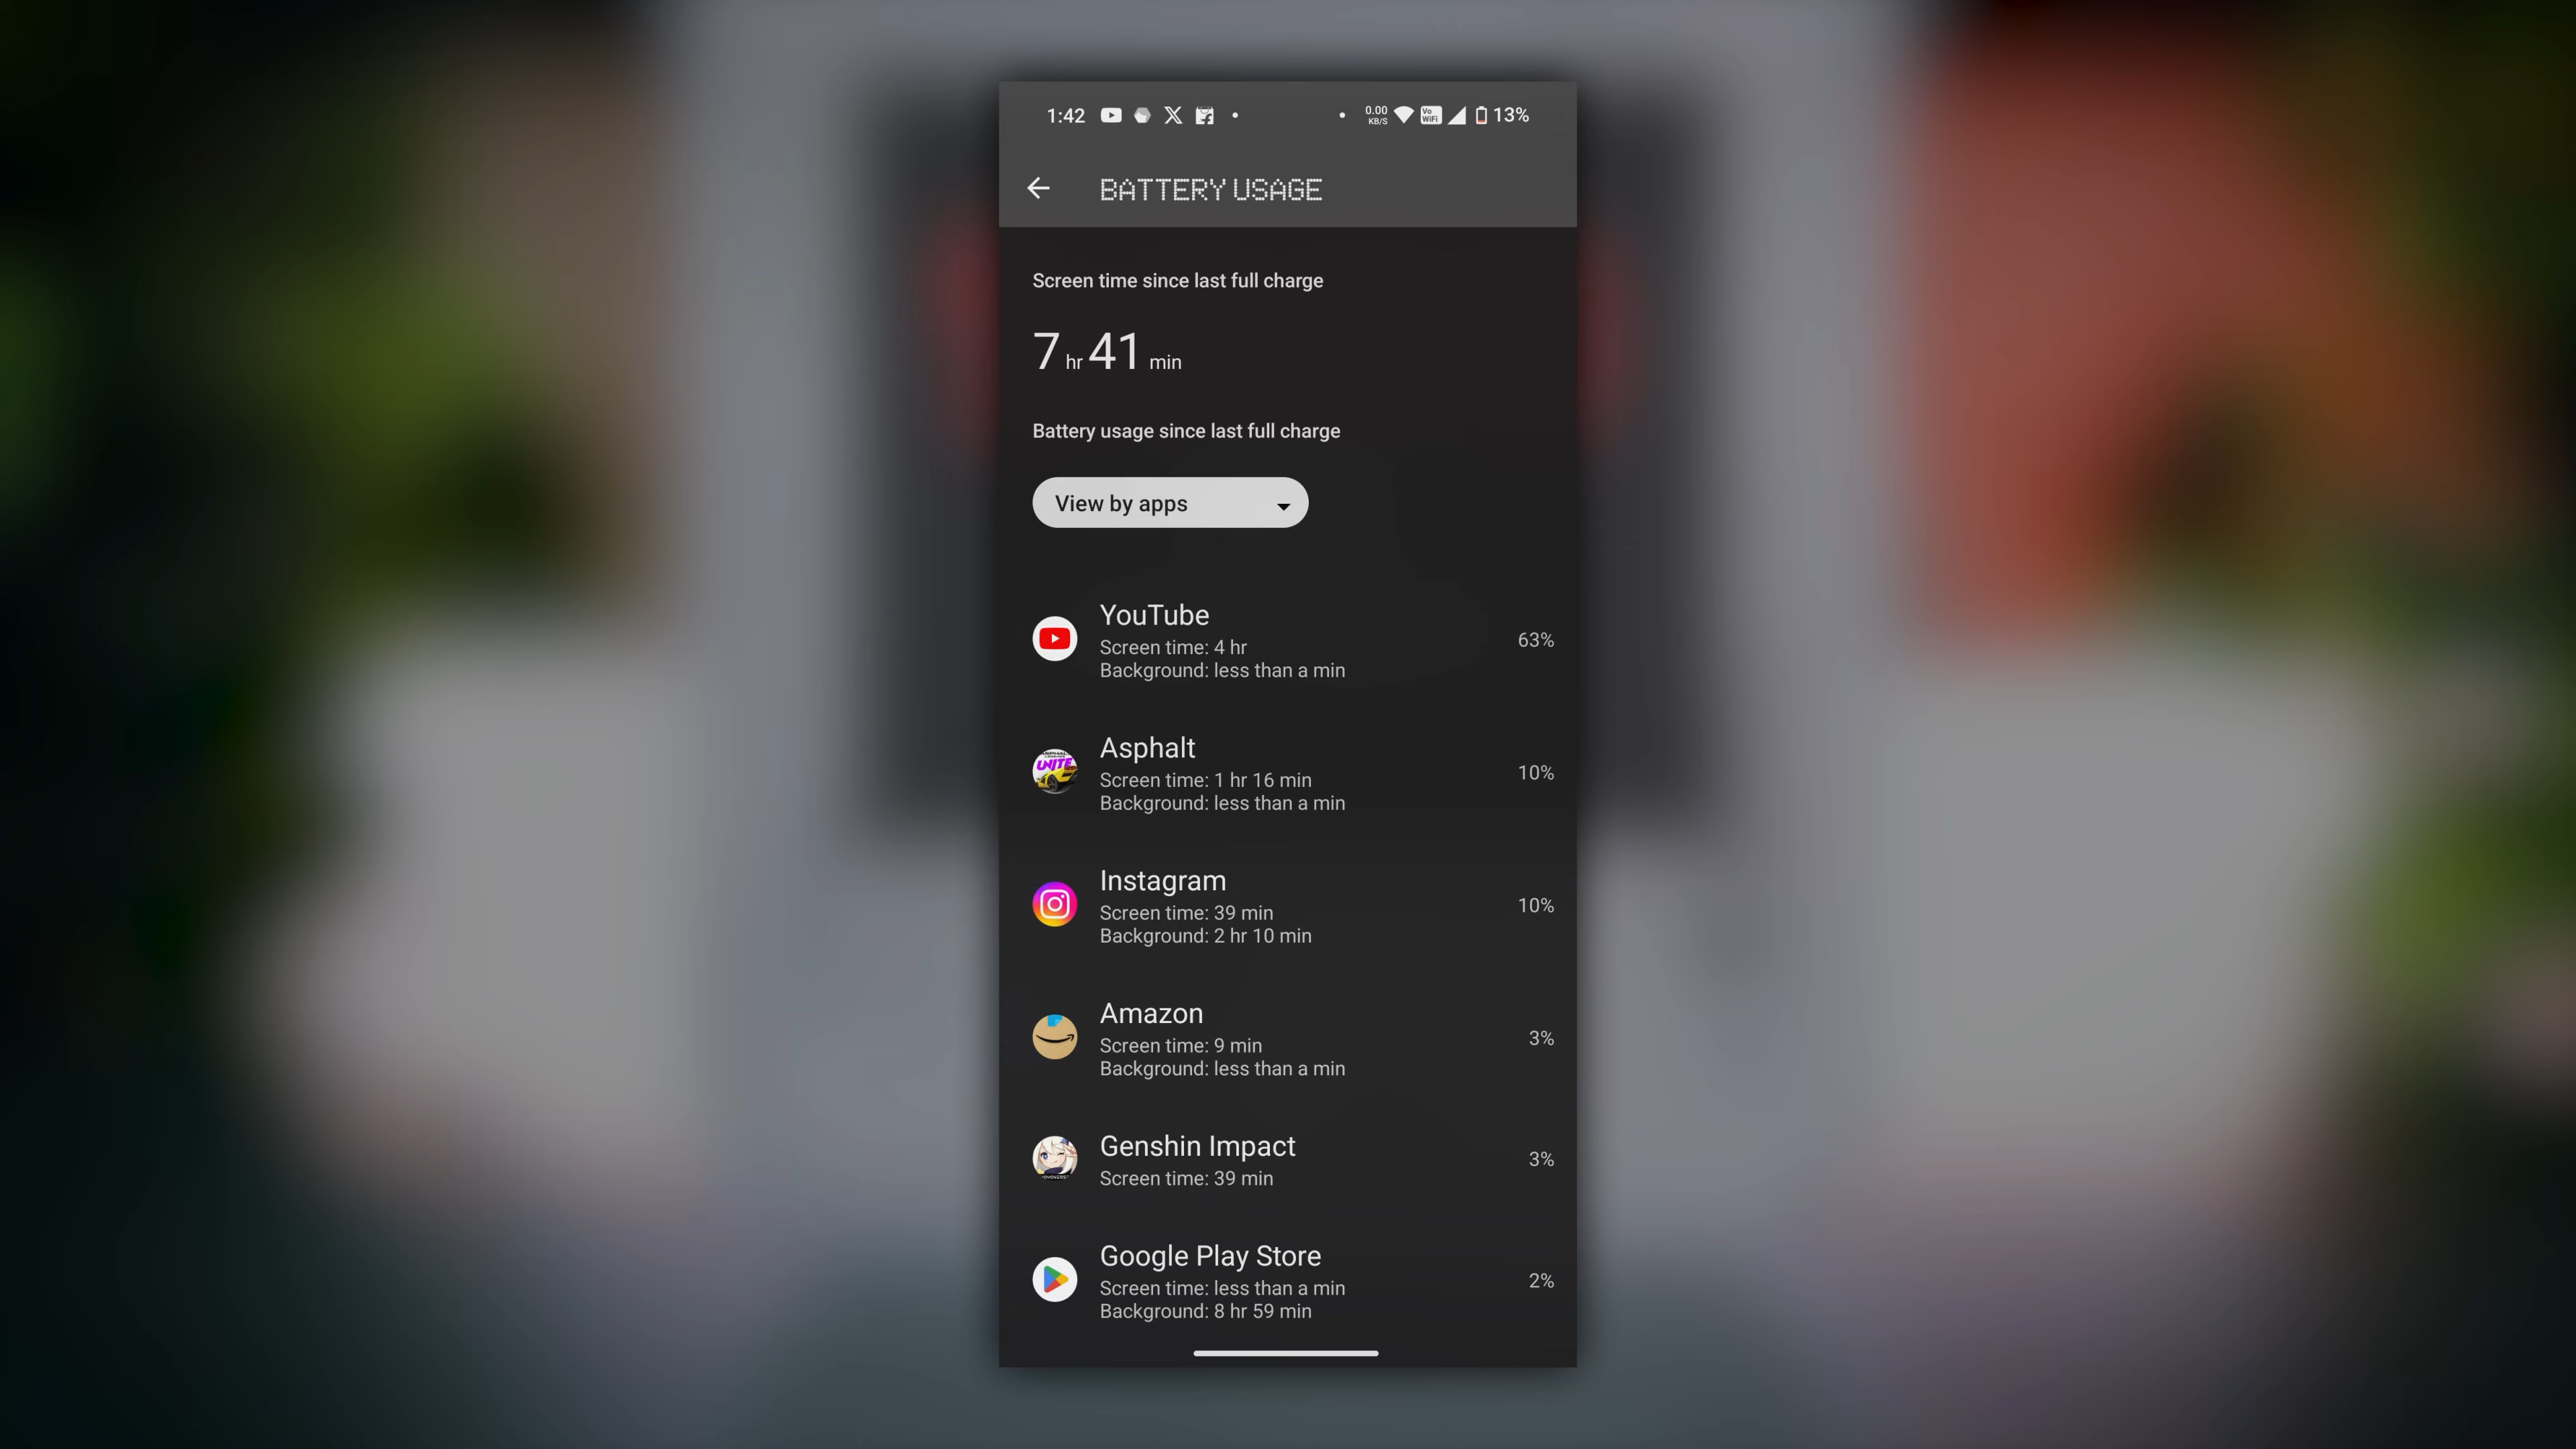 1:42
0.00 KB/S
Vo WiFi
13%
BATTERY USAGE
Screen time since last full charge
7 hr 41 min
Battery usage since last full charge
View by apps
YouTube
Screen time: 4 hr
Background: less than a min
63%
UNITE
Asphalt
Screen time: 1 hr 16 min
Background: less than a min
10%
Instagram
Screen time: 39 min
Background: 2 hr 10 min
10%
Amazon
Screen time: 9 min
Background: less than a min
3%
Genshin Impact
Screen time: 39 min
3%
Google Play Store
Screen time: less than a min
Background: 8 hr 59 min
2%